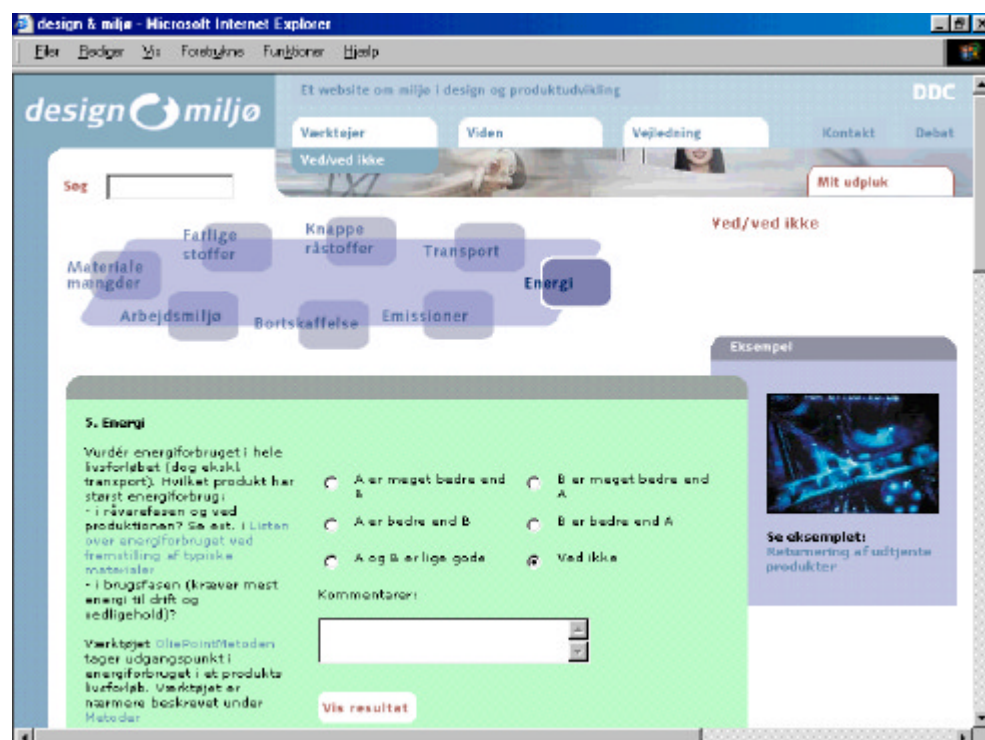 design & miljø - Microsoft Internet Explorer
Filer Rediger Vis Foretrukne Funktioner Hjælp
design miljø
Et website om miljø i design og produktudvikling
DDC
Værktøjer Viden Vejledning Kontakt Debat
Ved/ved ikke
Søg
Mit udpluk
Ved/ved ikke
Farlige
stoffer
Knappe
råstoffer
Transport
Materiale
mængder
Energi
Arbejdsmiljø
Bortskaffelse
Emissioner
Eksempel
5. Energi
Vurdér energiforbruget i hele
livsforløbet (dog ekskl.
transport). Hvilket produkt har
størst energiforbrug:
- i råvarefasen og ved
produktionen? Se evt. i Listen
over energiforbruget ved
fremstilling af typiske
materialer
- i brugsfasen (kræver mest
energi til drift og
vedligehold)?
Værktøjet OliePointMetoden
tager udgangspunkt i
energiforbruget i et produkts
livsforløb. Værktøjet er
nærmere beskrevet under
Metoder
A er meget bedre end
B
B er meget bedre end
A
A er bedre end B
B er bedre end A
A og B er lige gode
Ved ikke
Kommentarer:
Vis resultat
Se eksemplet:
Returnering af udtjente
produkter